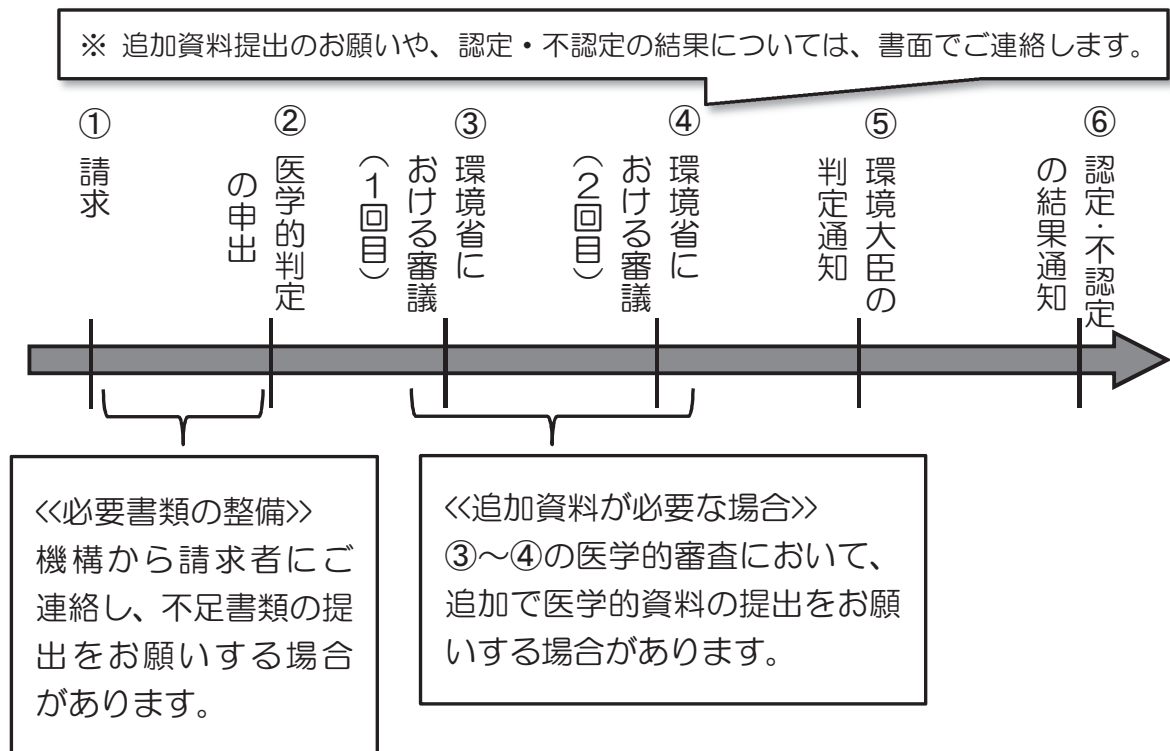 ※ 追加資料提出のお願いや、認定・不認定の結果については、書面でご連絡します。
①
請求
②
医学的判定
の申出
③
環境省に
おける審議
(1回目)
④
環境省に
おける審議
(2回目)
⑤
環境大臣の
判定通知
⑥
認定・不認定
の結果通知
≪必要書類の整備≫
機構から請求者にご
連絡し、不足書類の提
出をお願いする場合
があります。
≪追加資料が必要な場合≫
③~④の医学的審査において、
追加で医学的資料の提出をお願
いする場合があります。